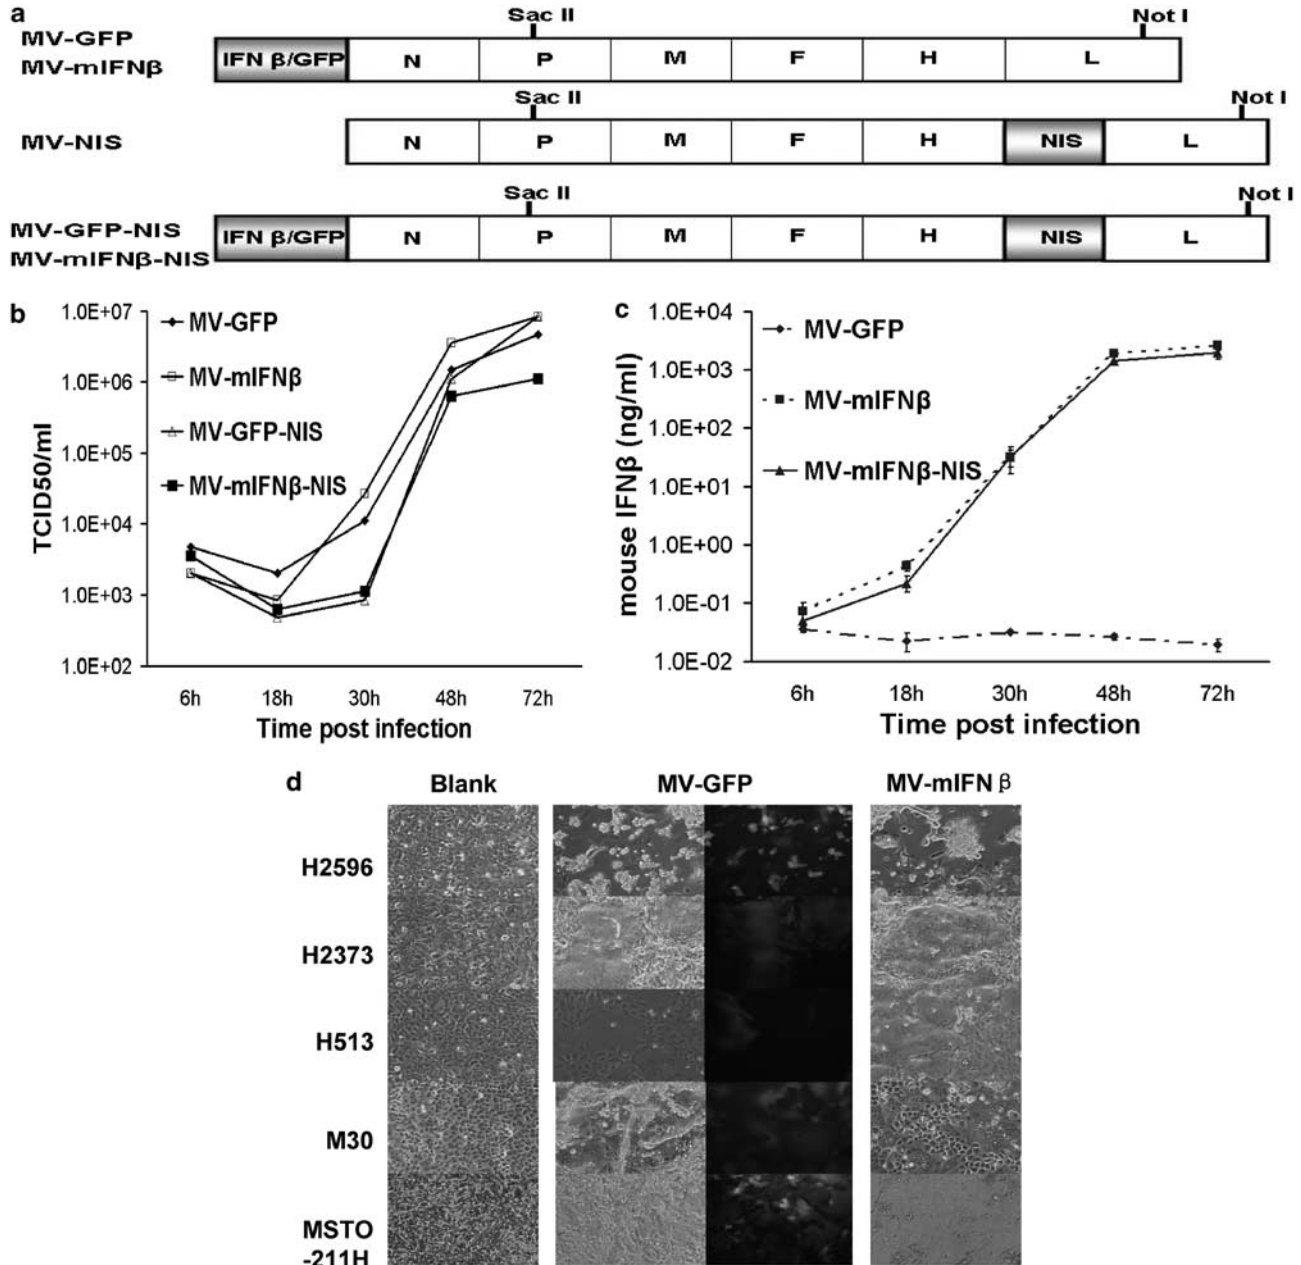 a
Sac II Not I
MV-GFP
MV-mIFNβ
IFN β/GFP N P M F H L
Sac II Not I
MV-NIS
N P M F H NIS L
Sac II Not I
MV-GFP-NIS
MV-mIFNβ-NIS
IFN β/GFP N P M F H NIS L
b
TCID50/ml
1.0E+07
1.0E+06
1.0E+05
1.0E+04
1.0E+03
1.0E+02
MV-GFP
MV-mIFNβ
MV-GFP-NIS
MV-mIFNβ-NIS
6h 18h 30h 48h 72h
Time post infection
c
mouse IFNβ (ng/ml)
1.0E+04
1.0E+03
1.0E+02
1.0E+01
1.0E+00
1.0E-01
1.0E-02
MV-GFP
MV-mIFNβ
MV-mIFNβ-NIS
6h 18h 30h 48h 72h
Time post infection
d
Blank MV-GFP MV-mIFN β
H2596
H2373
H513
M30
MSTO
-211H